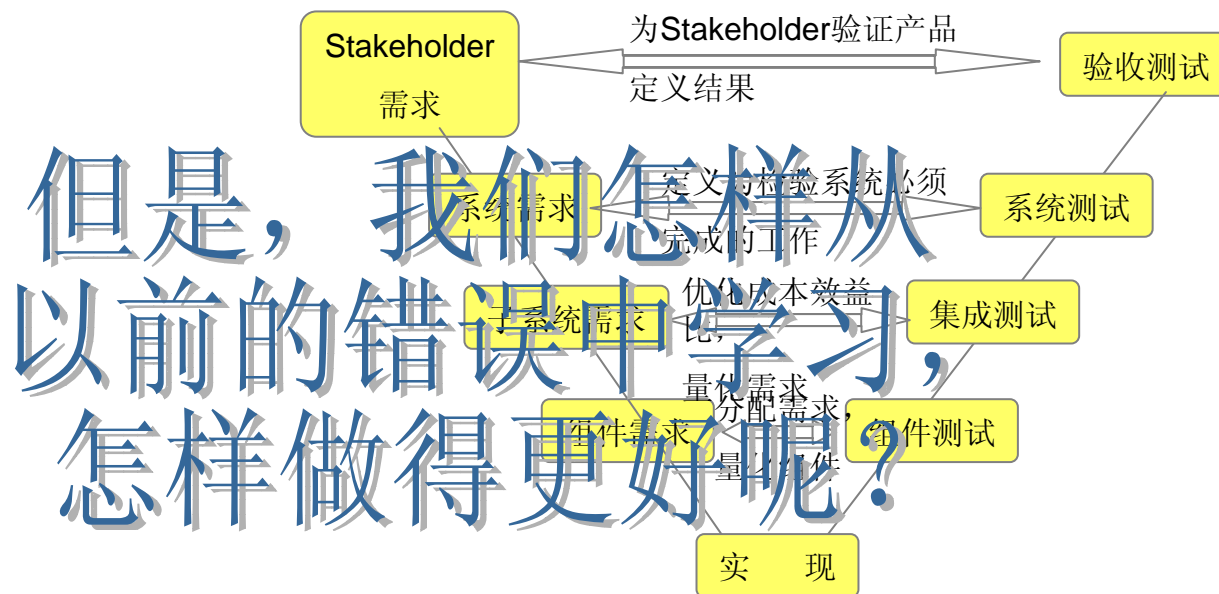 Stakeholder
需求
为Stakeholder验证产品
定义结果
验收测试
系统需求
定义为检验系统必须
完成的工作
系统测试
子系统需求
优化成本效益
比,
量化需求
集成测试
组件需求
分配需求，
量化组件
组件测试
实 现
但是，我们怎样从
以前的错误中学习，
怎样做得更好呢？